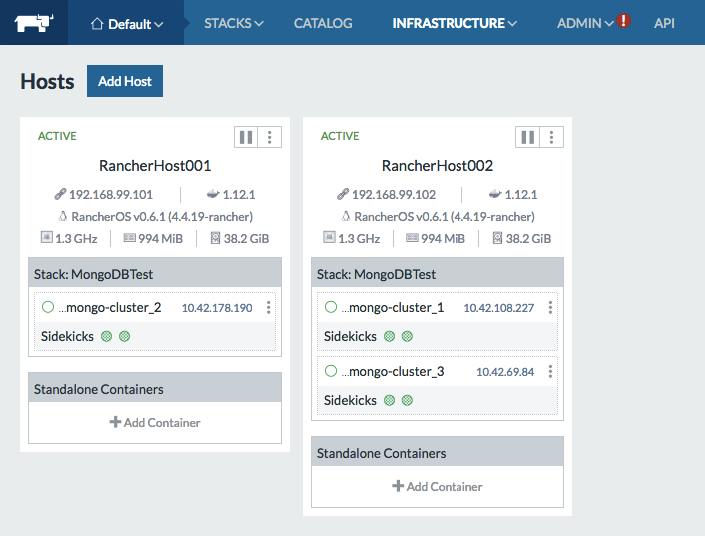 Default STACKS CATALOG INFRASTRUCTURE ADMIN ! API
Hosts Add Host
ACTIVE
RancherHost001
192.168.99.101 1.12.1
RancherOS v0.6.1 (4.4.19-rancher)
1.3 GHz 994 MiB 38.2 GiB
Stack: MongoDBTest
...mongo-cluster_2 10.42.178.190
Sidekicks
Standalone Containers
Add Container
ACTIVE
RancherHost002
192.168.99.102 1.12.1
RancherOS v0.6.1 (4.4.19-rancher)
1.3 GHz 994 MiB 38.2 GiB
Stack: MongoDBTest
...mongo-cluster_1 10.42.108.227
Sidekicks
...mongo-cluster_3 10.42.69.84
Sidekicks
Standalone Containers
Add Container